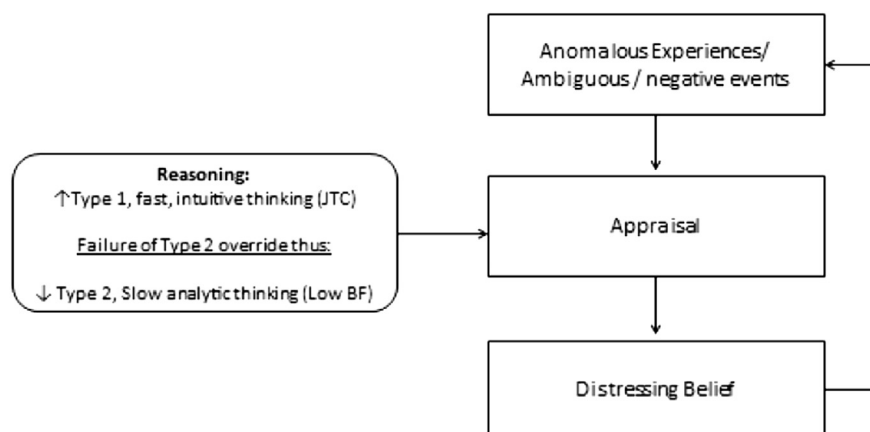 Anomalous Experiences/
Ambiguous / negative events
Reasoning:
↑Type 1, fast, intuitive thinking (JTC)
Failure of Type 2 override thus:
↓ Type 2, Slow analytic thinking (Low BF)
Appraisal
Distressing Belief